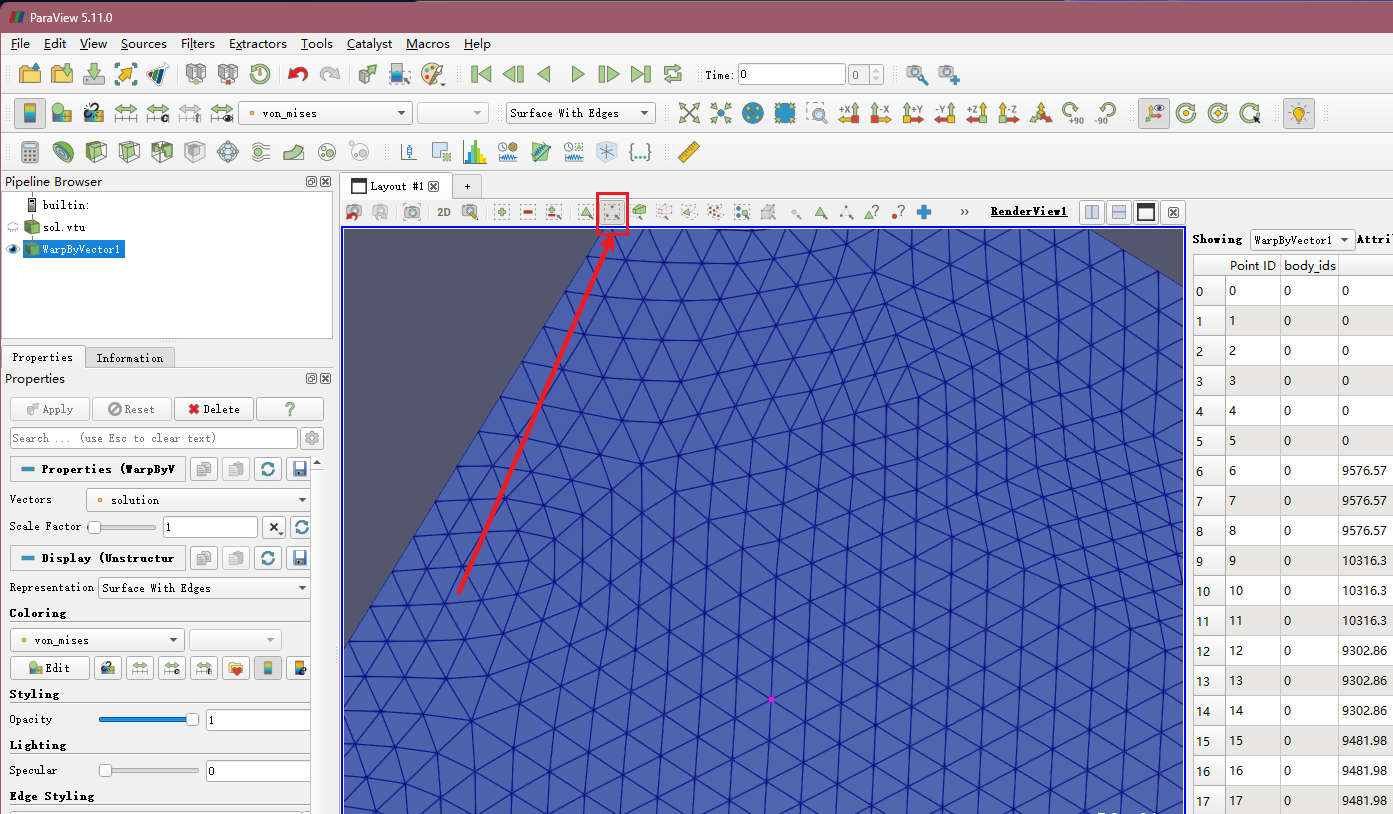 ParaView 5.11.0
File Edit View Sources Filters Extractors Tools Catalyst Macros Help
Time: 0 0
von_mises Surface With Edges +X -X +Y -Y +Z -Z +90 -90
Pipeline Browser
Layout #1 +
builtin:
sol.vtu
WarpByVector1
2D >> RenderView1
Showing WarpByVector1 Attri
Point ID body_ids
0 0 0 0
1 1 0 0
2 2 0 0
3 3 0 0
4 4 0 0
5 5 0 0
6 6 0 9576.57
7 7 0 9576.57
8 8 0 9576.57
9 9 0 10316.3
10 10 0 10316.3
11 11 0 10316.3
12 12 0 9302.86
13 13 0 9302.86
14 14 0 9302.86
15 15 0 9481.98
16 16 0 9481.98
17 17 0 9481.98
Properties Information
Properties
Apply Reset Delete ?
Search ... (use Esc to clear text)
Properties (WarpByV
Vectors solution
Scale Factor 1
Display (Unstructur
Representation Surface With Edges
Coloring
von_mises
Edit
Styling
Opacity 1
Lighting
Specular 0
Edge Styling